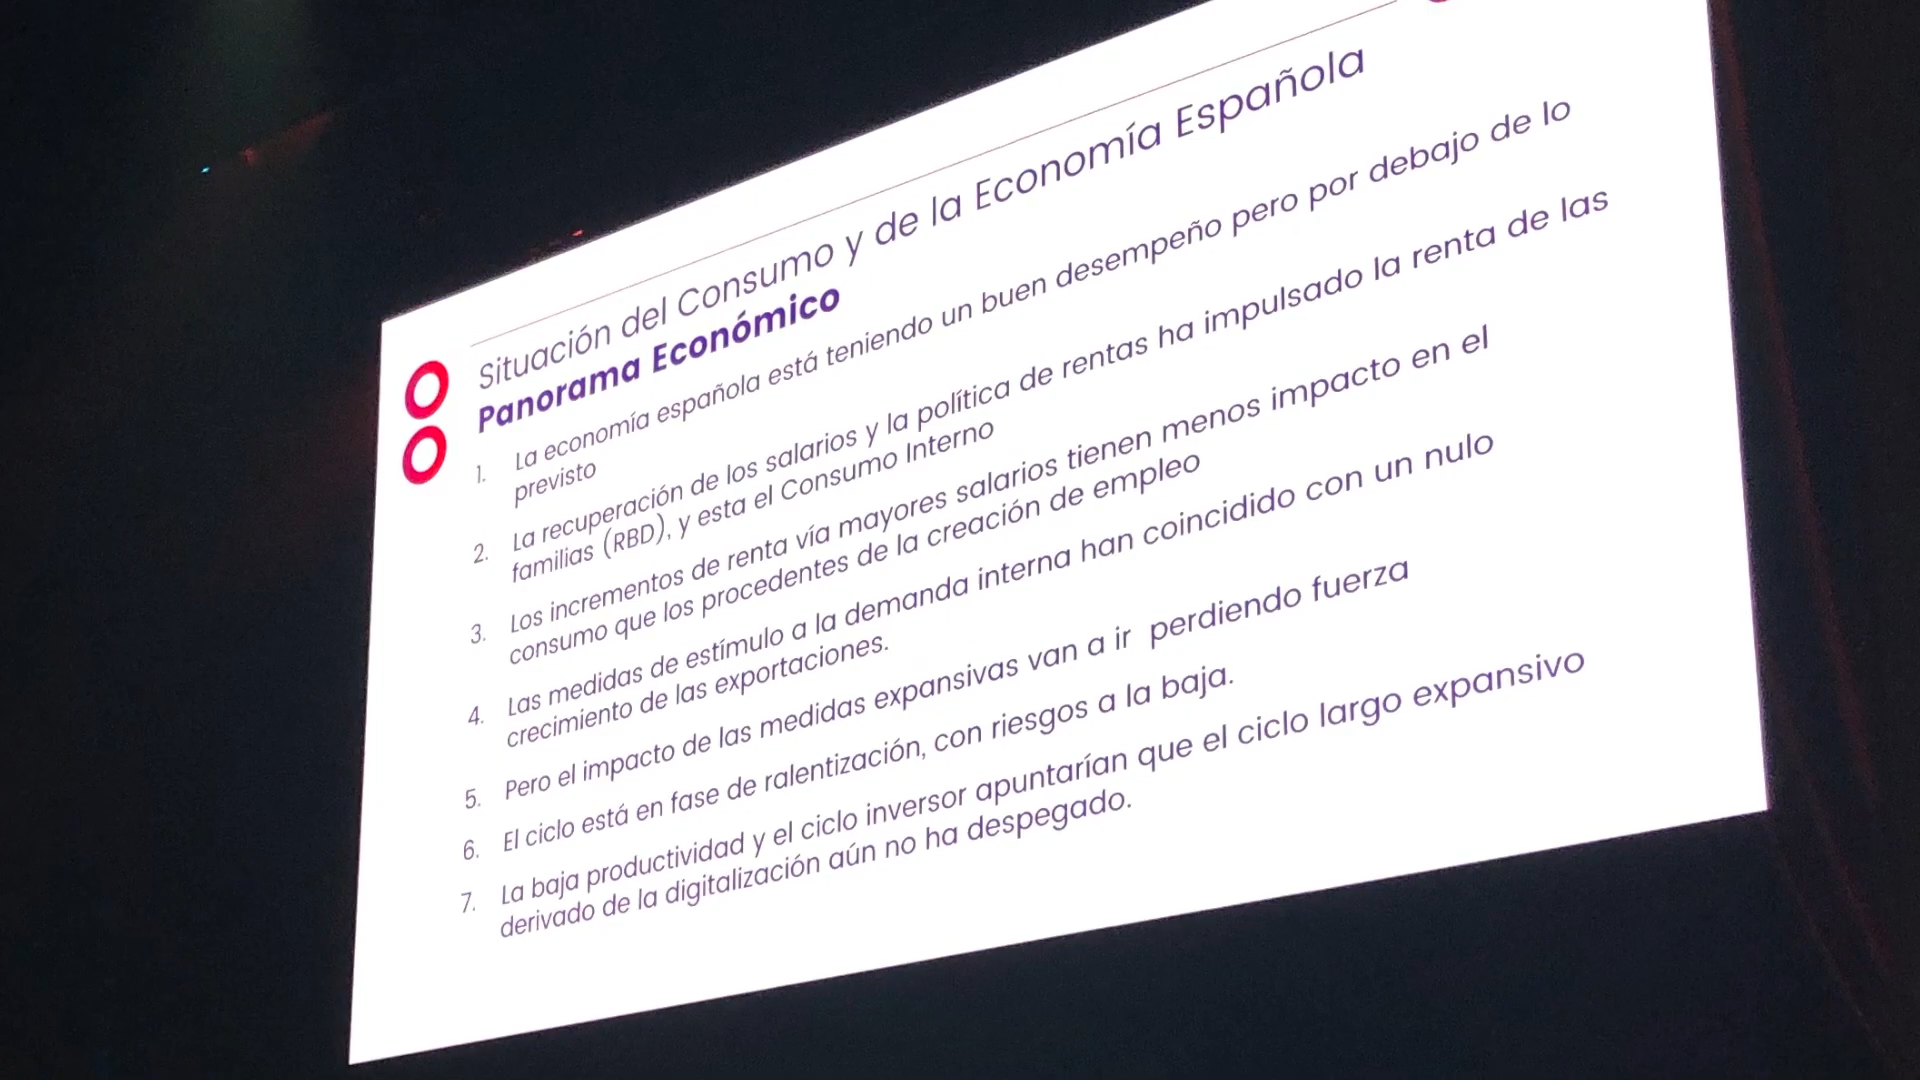 Situación del Consumo y de la Economía Española
Panorama Económico
1. La economía española está teniendo un buen desempeño pero por debajo de lo
previsto
2. La recuperación de los salarios y la política de rentas ha impulsado la renta de las
familias (RBD), y esta el Consumo Interno
3. Los incrementos de renta vía mayores salarios tienen menos impacto en el
consumo que los procedentes de la creación de empleo
4. Las medidas de estímulo a la demanda interna han coincidido con un nulo
crecimiento de las exportaciones.
5. Pero el impacto de las medidas expansivas van a ir perdiendo fuerza
6. El ciclo está en fase de ralentización, con riesgos a la baja.
7. La baja productividad y el ciclo inversor apuntarían que el ciclo largo expansivo
derivado de la digitalización aún no ha despegado.